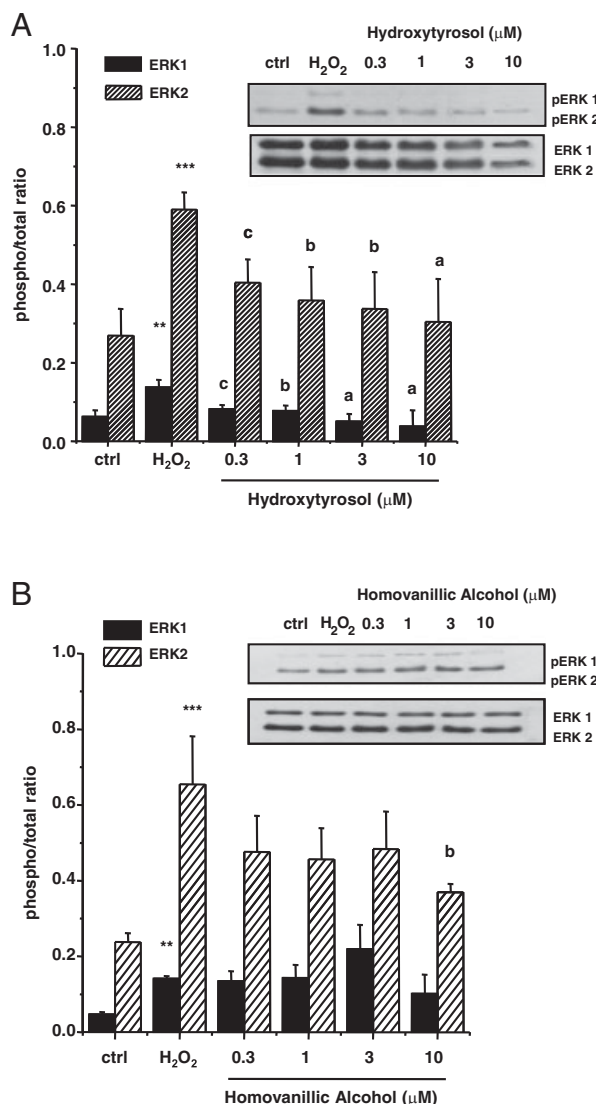 A
Hydroxytyrosol (μM)
ctrl H₂O₂ 0.3 1 3 10
ERK1
ERK2
pERK 1
pERK 2
ERK 1
ERK 2
phospho/total ratio
1.0
0.8
0.6
0.4
0.2
0.0
** *** c c b b a b a a
ctrl H₂O₂ 0.3 1 3 10
Hydroxytyrosol (μM)
B
Homovanillic Alcohol (μM)
ctrl H₂O₂ 0.3 1 3 10
ERK1
ERK2
pERK 1
pERK 2
ERK 1
ERK 2
phospho/total ratio
1.0
0.8
0.6
0.4
0.2
0.0
** *** b
ctrl H₂O₂ 0.3 1 3 10
Homovanillic Alcohol (μM)